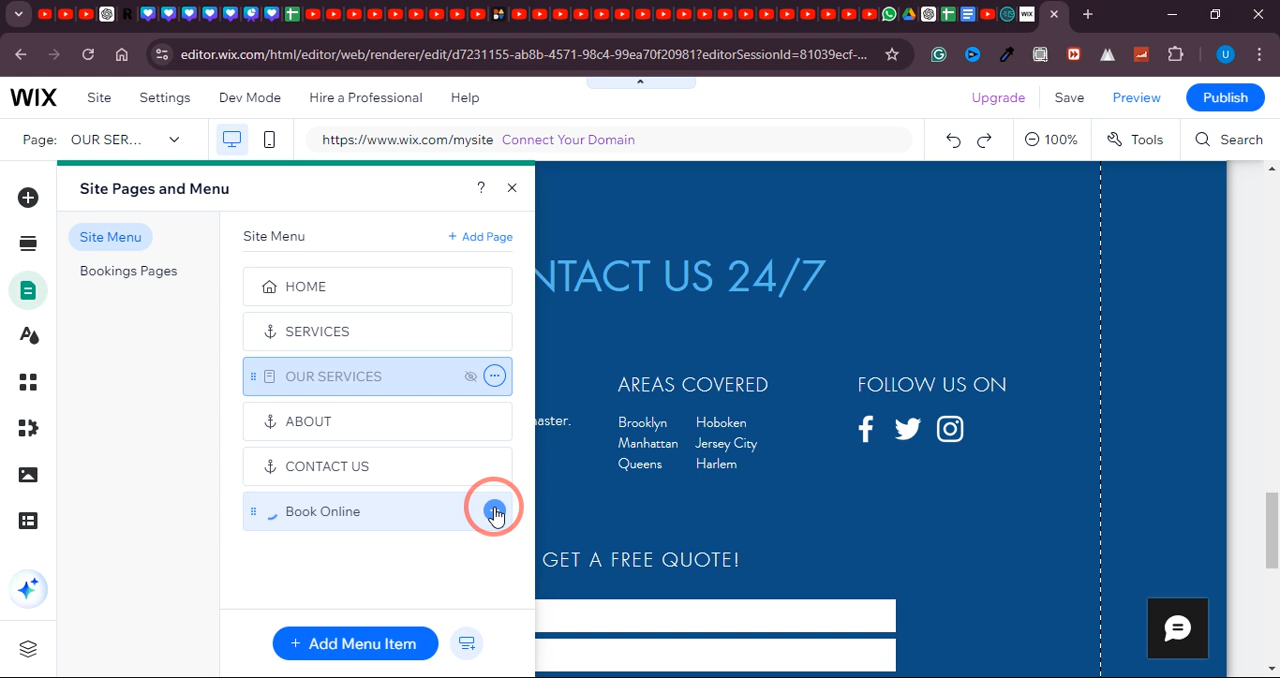 editor.wix.com/html/editor/web/renderer/edit/d7231155-ab8b-4571-98c4-99ea70f20981?editorSessionId=81039ecf-...
WIX Site Settings Dev Mode Hire a Professional Help Upgrade Save Preview Publish
Page: OUR SER... https://www.wix.com/mysite Connect Your Domain 100% Tools Search
Site Pages and Menu ?
Site Menu
Bookings Pages
Site Menu + Add Page
HOME
SERVICES
OUR SERVICES
ABOUT
CONTACT US
Book Online
+ Add Menu Item
NTACT US 24/7
AREAS COVERED
Brooklyn Hoboken
Manhattan Jersey City
Queens Harlem
FOLLOW US ON
aster.
GET A FREE QUOTE!